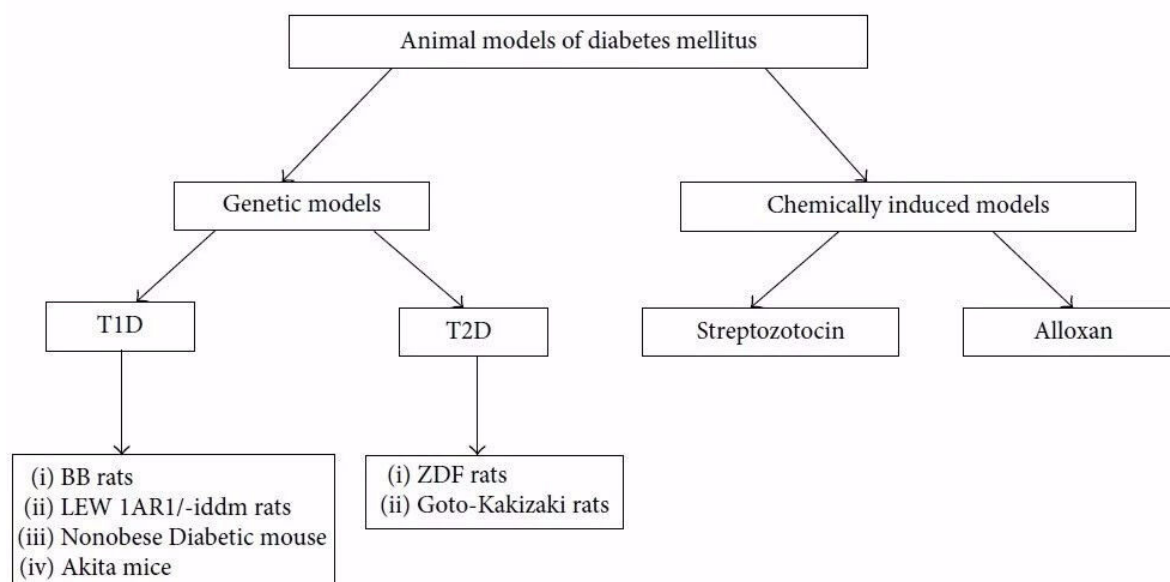 Animal models of diabetes mellitus
Genetic models
Chemically induced models
T1D
T2D
Streptozotocin
Alloxan
(i) BB rats
(ii) LEW 1AR1/-iddm rats
(iii) Nonobese Diabetic mouse
(iv) Akita mice
(i) ZDF rats
(ii) Goto-Kakizaki rats